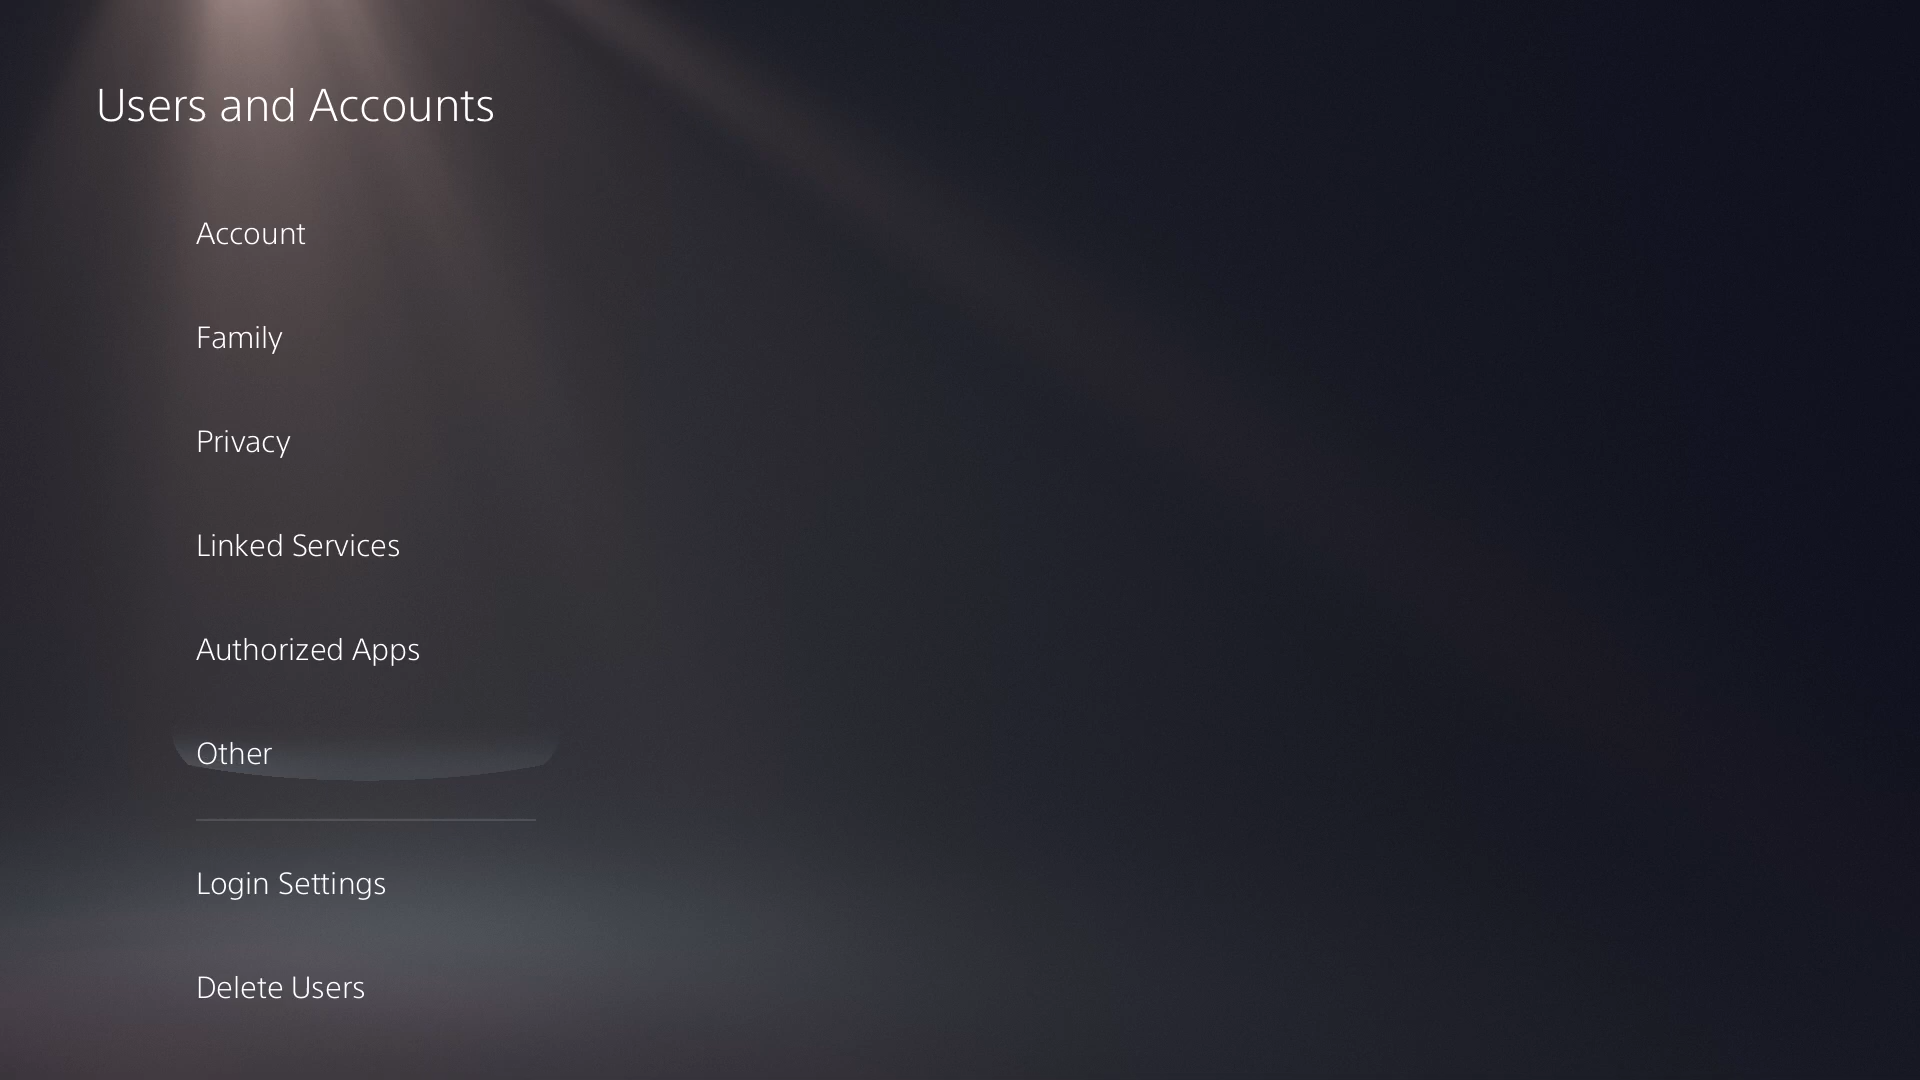 Users and Accounts
Account
Family
Privacy
Linked Services
Authorized Apps
Other
Login Settings
Delete Users